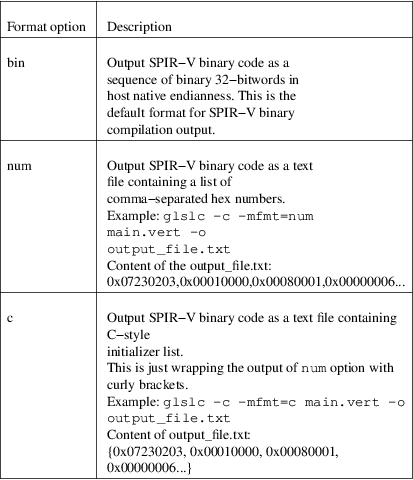 Format option Description
bin Output SPIR−V binary code as a
sequence of binary 32−bitwords in
host native endianness. This is the
default format for SPIR−V binary
compilation output.
num Output SPIR−V binary code as a text
file containing a list of
comma−separated hex numbers.
Example: glslc -c -mfmt=num
main.vert -o
output_file.txt
Content of the output_file.txt:
0x07230203,0x00010000,0x00080001,0x00000006...
c Output SPIR−V binary code as a text file containing
C−style
initializer list.
This is just wrapping the output of num option with
curly brackets.
Example: glslc -c -mfmt=c main.vert -o
output_file.txt
Content of output_file.txt:
{0x07230203, 0x00010000, 0x00080001,
0x00000006...}